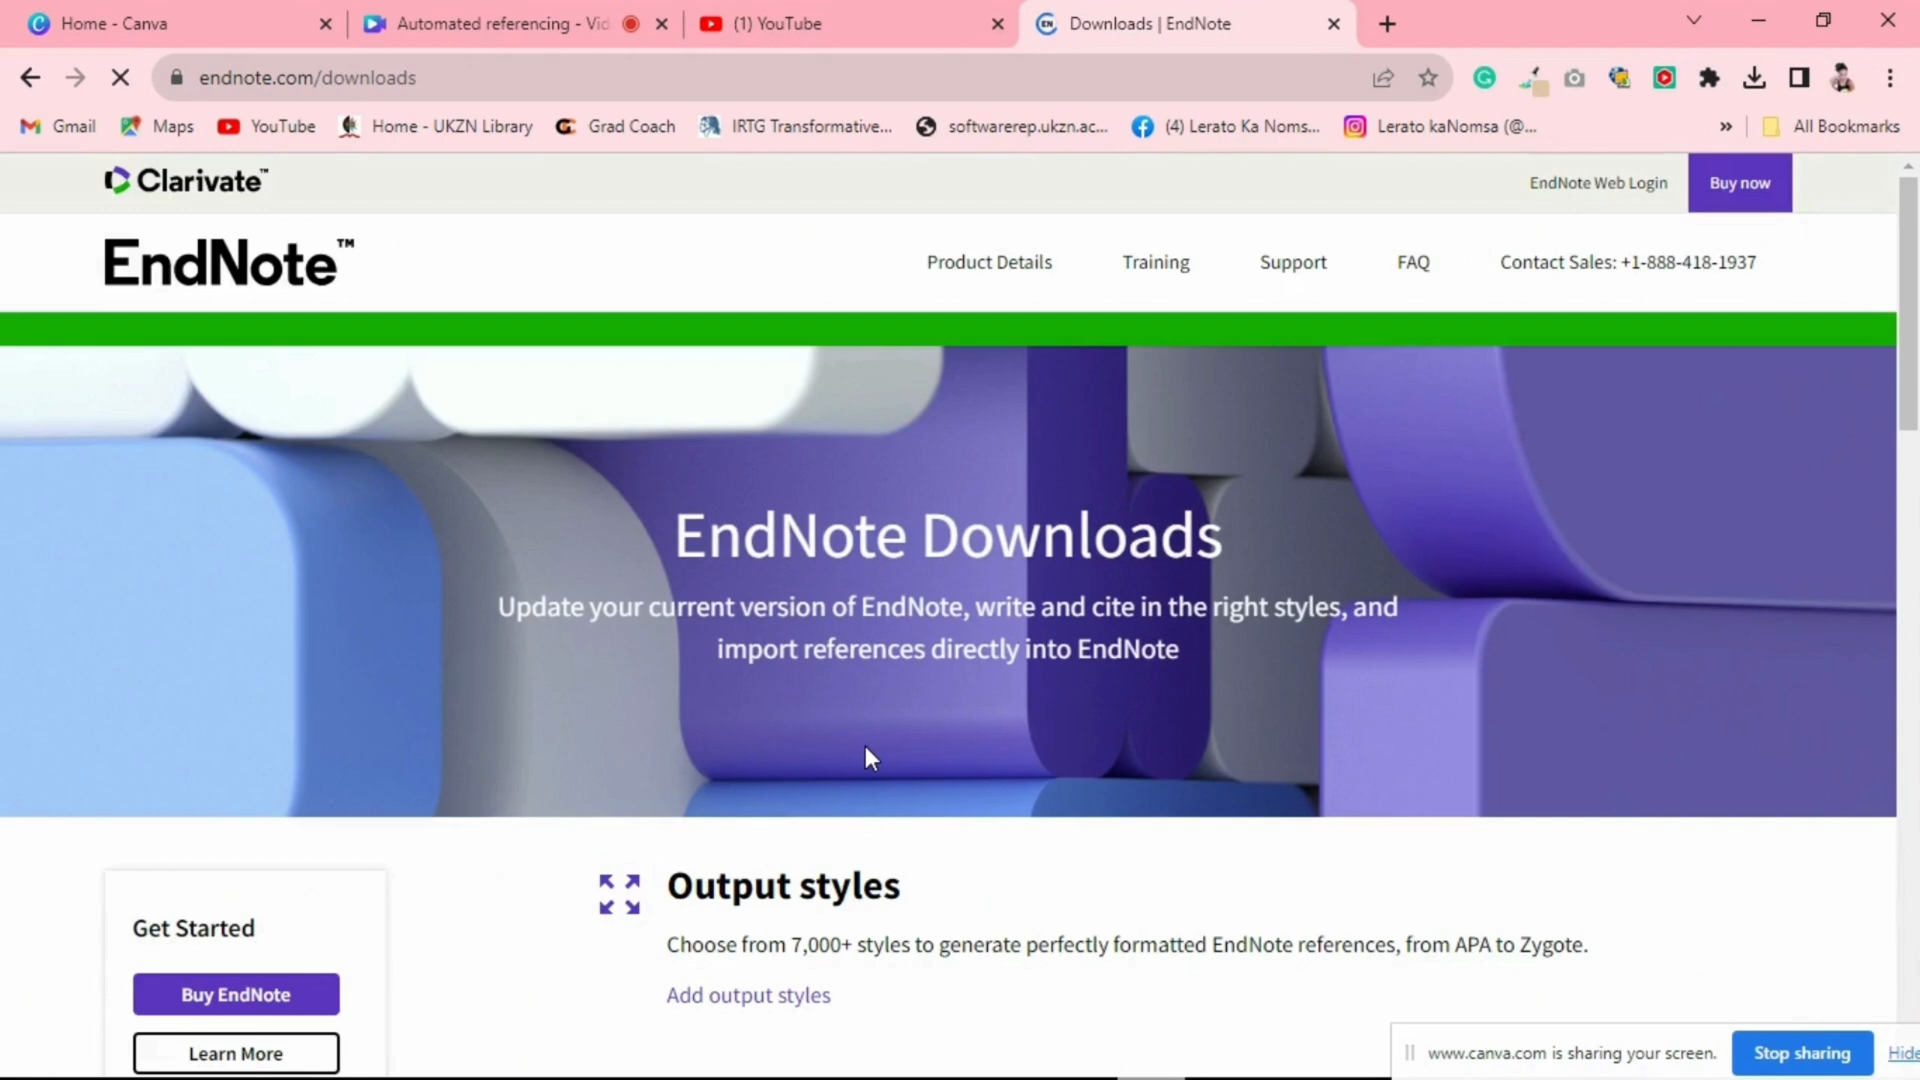 Home - Canva
Automated referencing - Vid
(1) YouTube
Downloads | EndNote
endnote.com/downloads
Gmail
Maps
YouTube
Home - UKZN Library
Grad Coach
IRTG Transformative...
softwarerep.ukzn.ac...
(4) Lerato Ka Noms...
Lerato kaNomsa (@...
»
All Bookmarks
Clarivate™
EndNote Web Login
Buy now
EndNote™
Product Details
Training
Support
FAQ
Contact Sales: +1-888-418-1937
EndNote Downloads
Update your current version of EndNote, write and cite in the right styles, and
import references directly into EndNote
Get Started
Buy EndNote
Learn More
Output styles
Choose from 7,000+ styles to generate perfectly formatted EndNote references, from APA to Zygote.
Add output styles
www.canva.com is sharing your screen.
Stop sharing
Hide